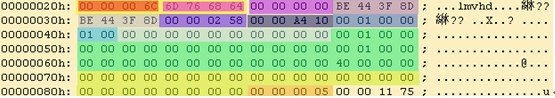 00000020h: 00 00 00 6C 6D 76 68 64 00 00 00 00 BE 44 3F 8D ; ...lmvhd....綝??
00000030h: BE 44 3F 8D 00 00 02 58 00 00 A4 10 00 01 00 00 ; 綝??...X..?....
00000040h: 01 00 00 00 00 00 00 00 00 00 00 00 00 01 00 00 ; ................
00000050h: 00 00 00 00 00 00 00 00 00 00 00 00 00 01 00 00 ; ................
00000060h: 00 00 00 00 00 00 00 00 00 00 00 00 40 00 00 00 ; ............@...
00000070h: 00 00 00 00 00 00 00 00 00 00 00 00 00 00 00 00 ; ................
00000080h: 00 00 00 00 00 00 00 00 00 00 00 05 00 00 11 75 ; ...............u